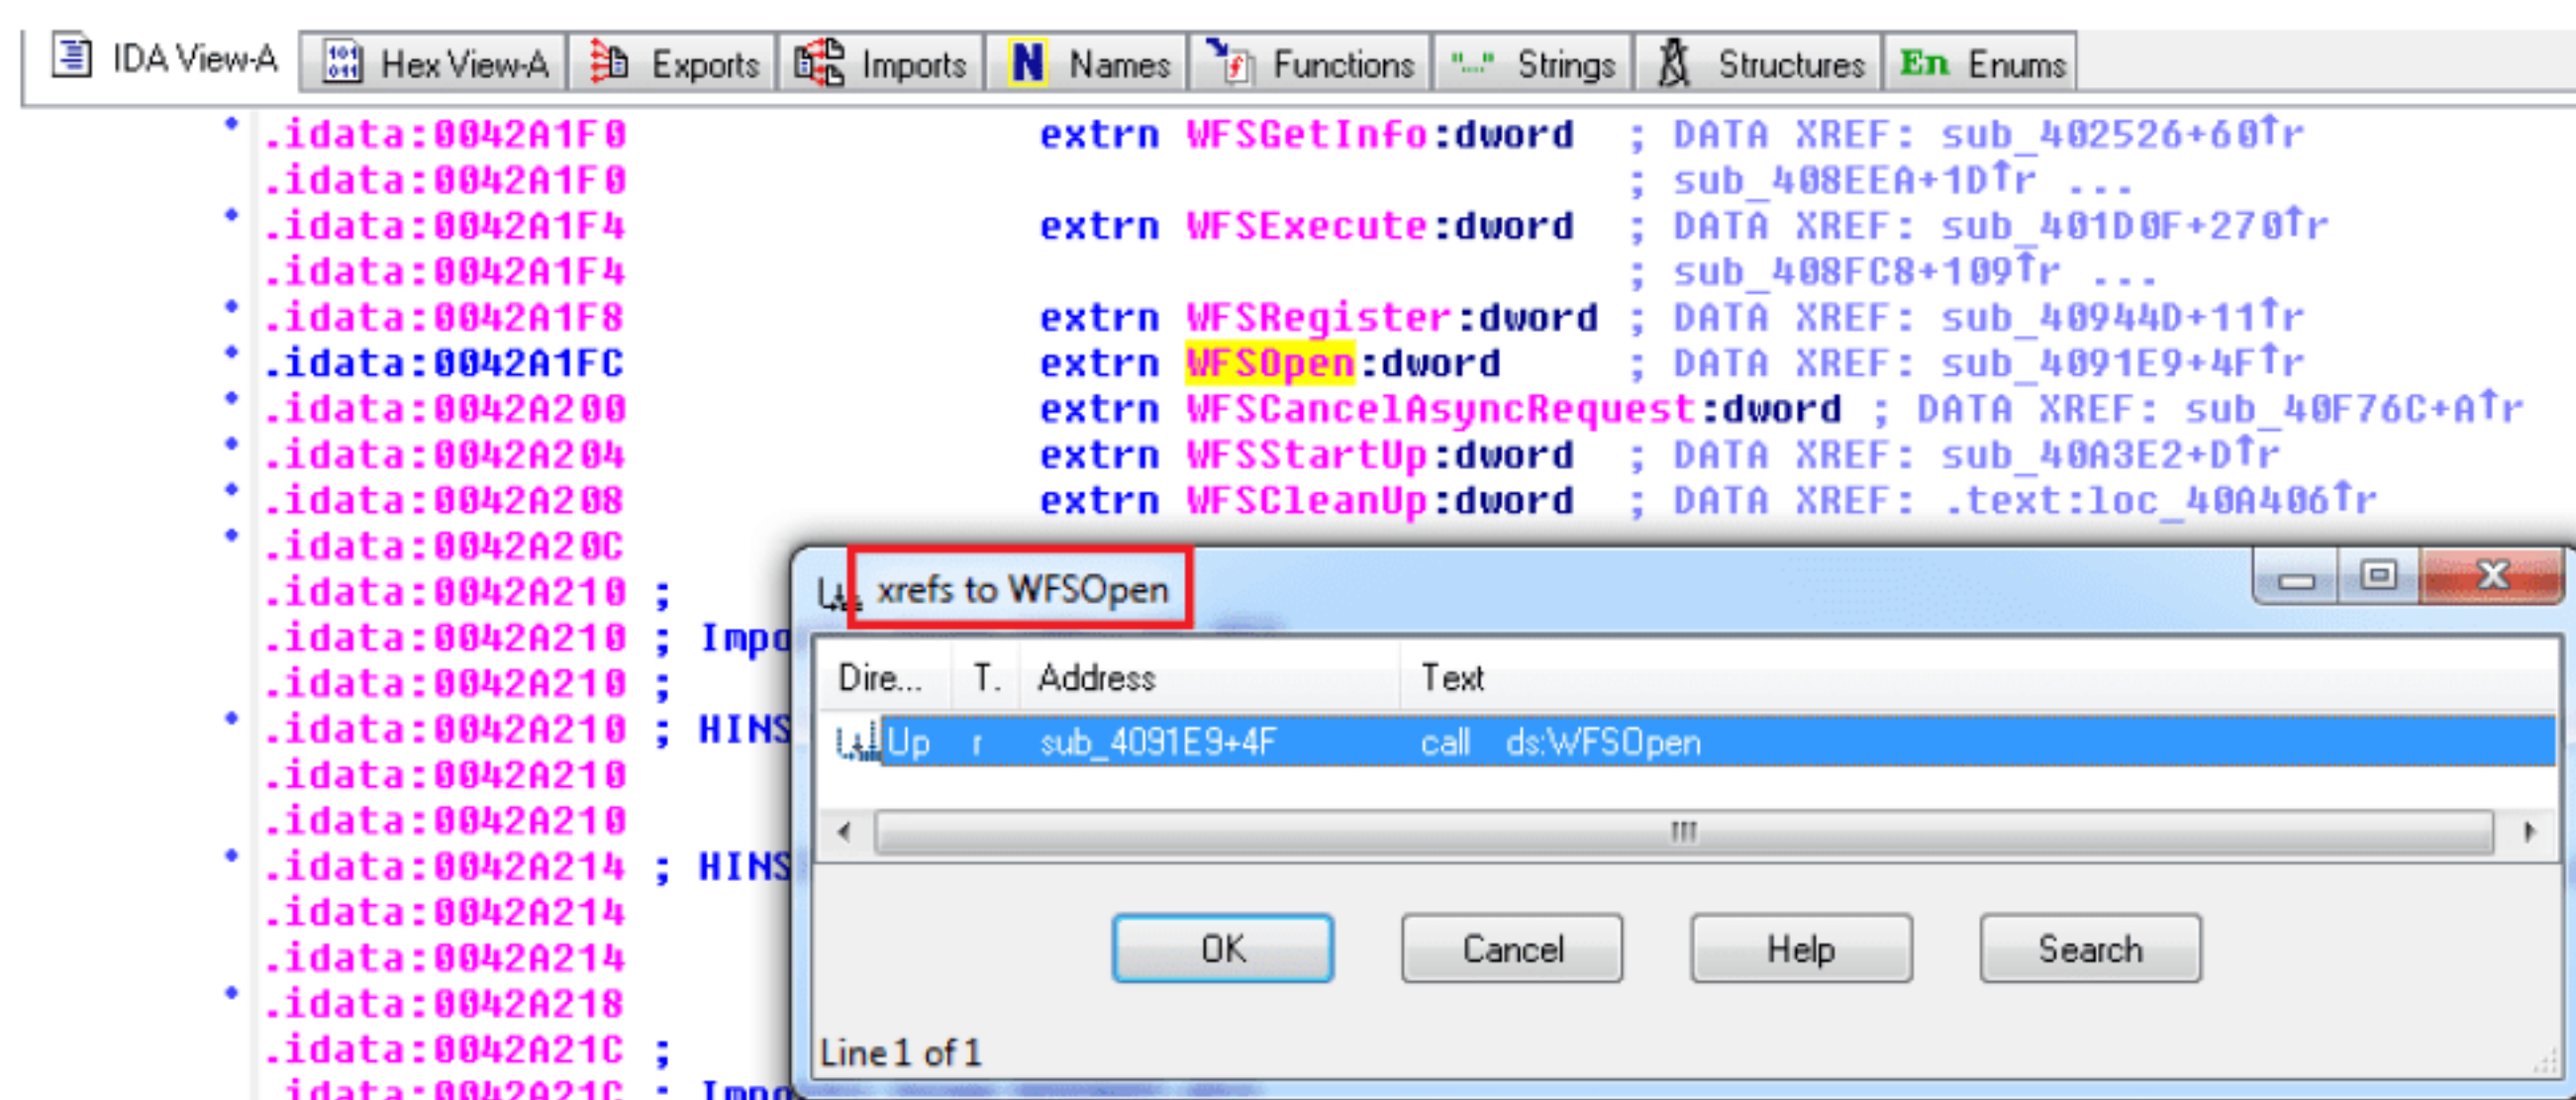 IDA View-A Hex View-A Exports Imports N Names Functions "..." Strings Structures En Enums
.idata:0042A1F0 extrn WFSGetInfo:dword ; DATA XREF: sub_402526+60↑r
.idata:0042A1F0 ; sub_408EEA+1D↑r ...
.idata:0042A1F4 extrn WFSExecute:dword ; DATA XREF: sub_401D0F+270↑r
.idata:0042A1F4 ; sub_408FC8+109↑r ...
.idata:0042A1F8 extrn WFSRegister:dword ; DATA XREF: sub_40944D+11↑r
.idata:0042A1FC extrn WFSOpen:dword ; DATA XREF: sub_4091E9+4F↑r
.idata:0042A200 extrn WFSCancelAsyncRequest:dword ; DATA XREF: sub_40F76C+A↑r
.idata:0042A204 extrn WFSStartUp:dword ; DATA XREF: sub_40A3E2+D↑r
.idata:0042A208 extrn WFSCleanUp:dword ; DATA XREF: .text:loc_40A406↑r
.idata:0042A20C
.idata:0042A210 ;
.idata:0042A210 ; Impo
.idata:0042A210 ;
.idata:0042A210 ; HINS
.idata:0042A210
.idata:0042A210
.idata:0042A214 ; HINS
.idata:0042A214
.idata:0042A214
.idata:0042A218
.idata:0042A21C ;
.idata:0042A21C ; Impo
xrefs to WFSOpen
Dire... T. Address Text
Up r sub_4091E9+4F call ds:WFSOpen
OK Cancel Help Search
Line 1 of 1